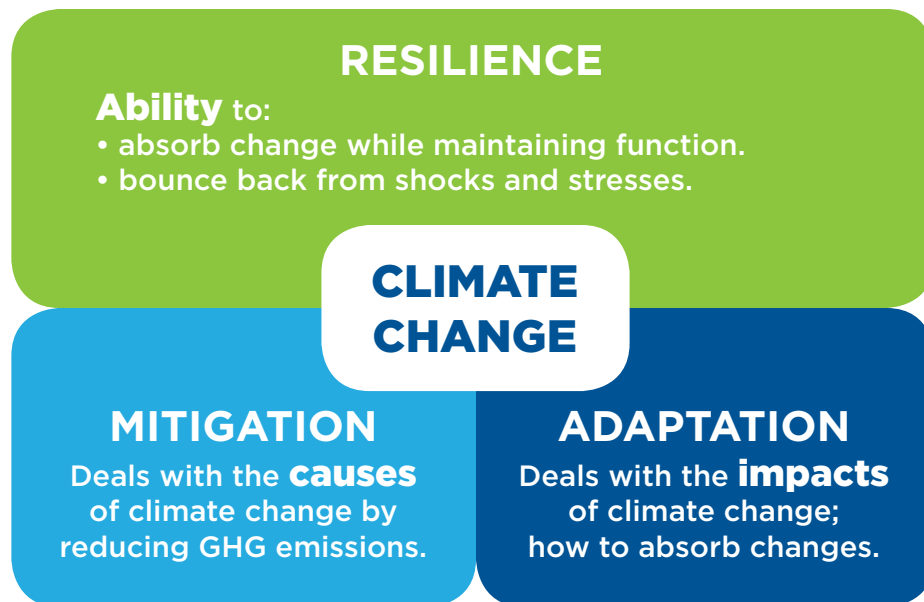 RESILIENCE
Ability to:
• absorb change while maintaining function.
• bounce back from shocks and stresses.
CLIMATE
CHANGE
MITIGATION
Deals with the causes
of climate change by
reducing GHG emissions.
ADAPTATION
Deals with the impacts
of climate change;
how to absorb changes.